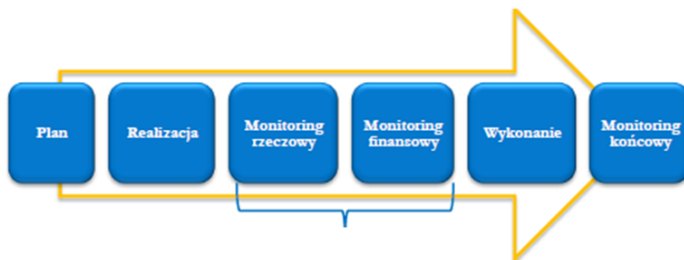 Plan
Realizacja
Monitoring
rzeczowy
Monitoring
finansowy
Wykonanie
Monitoring
końcowy